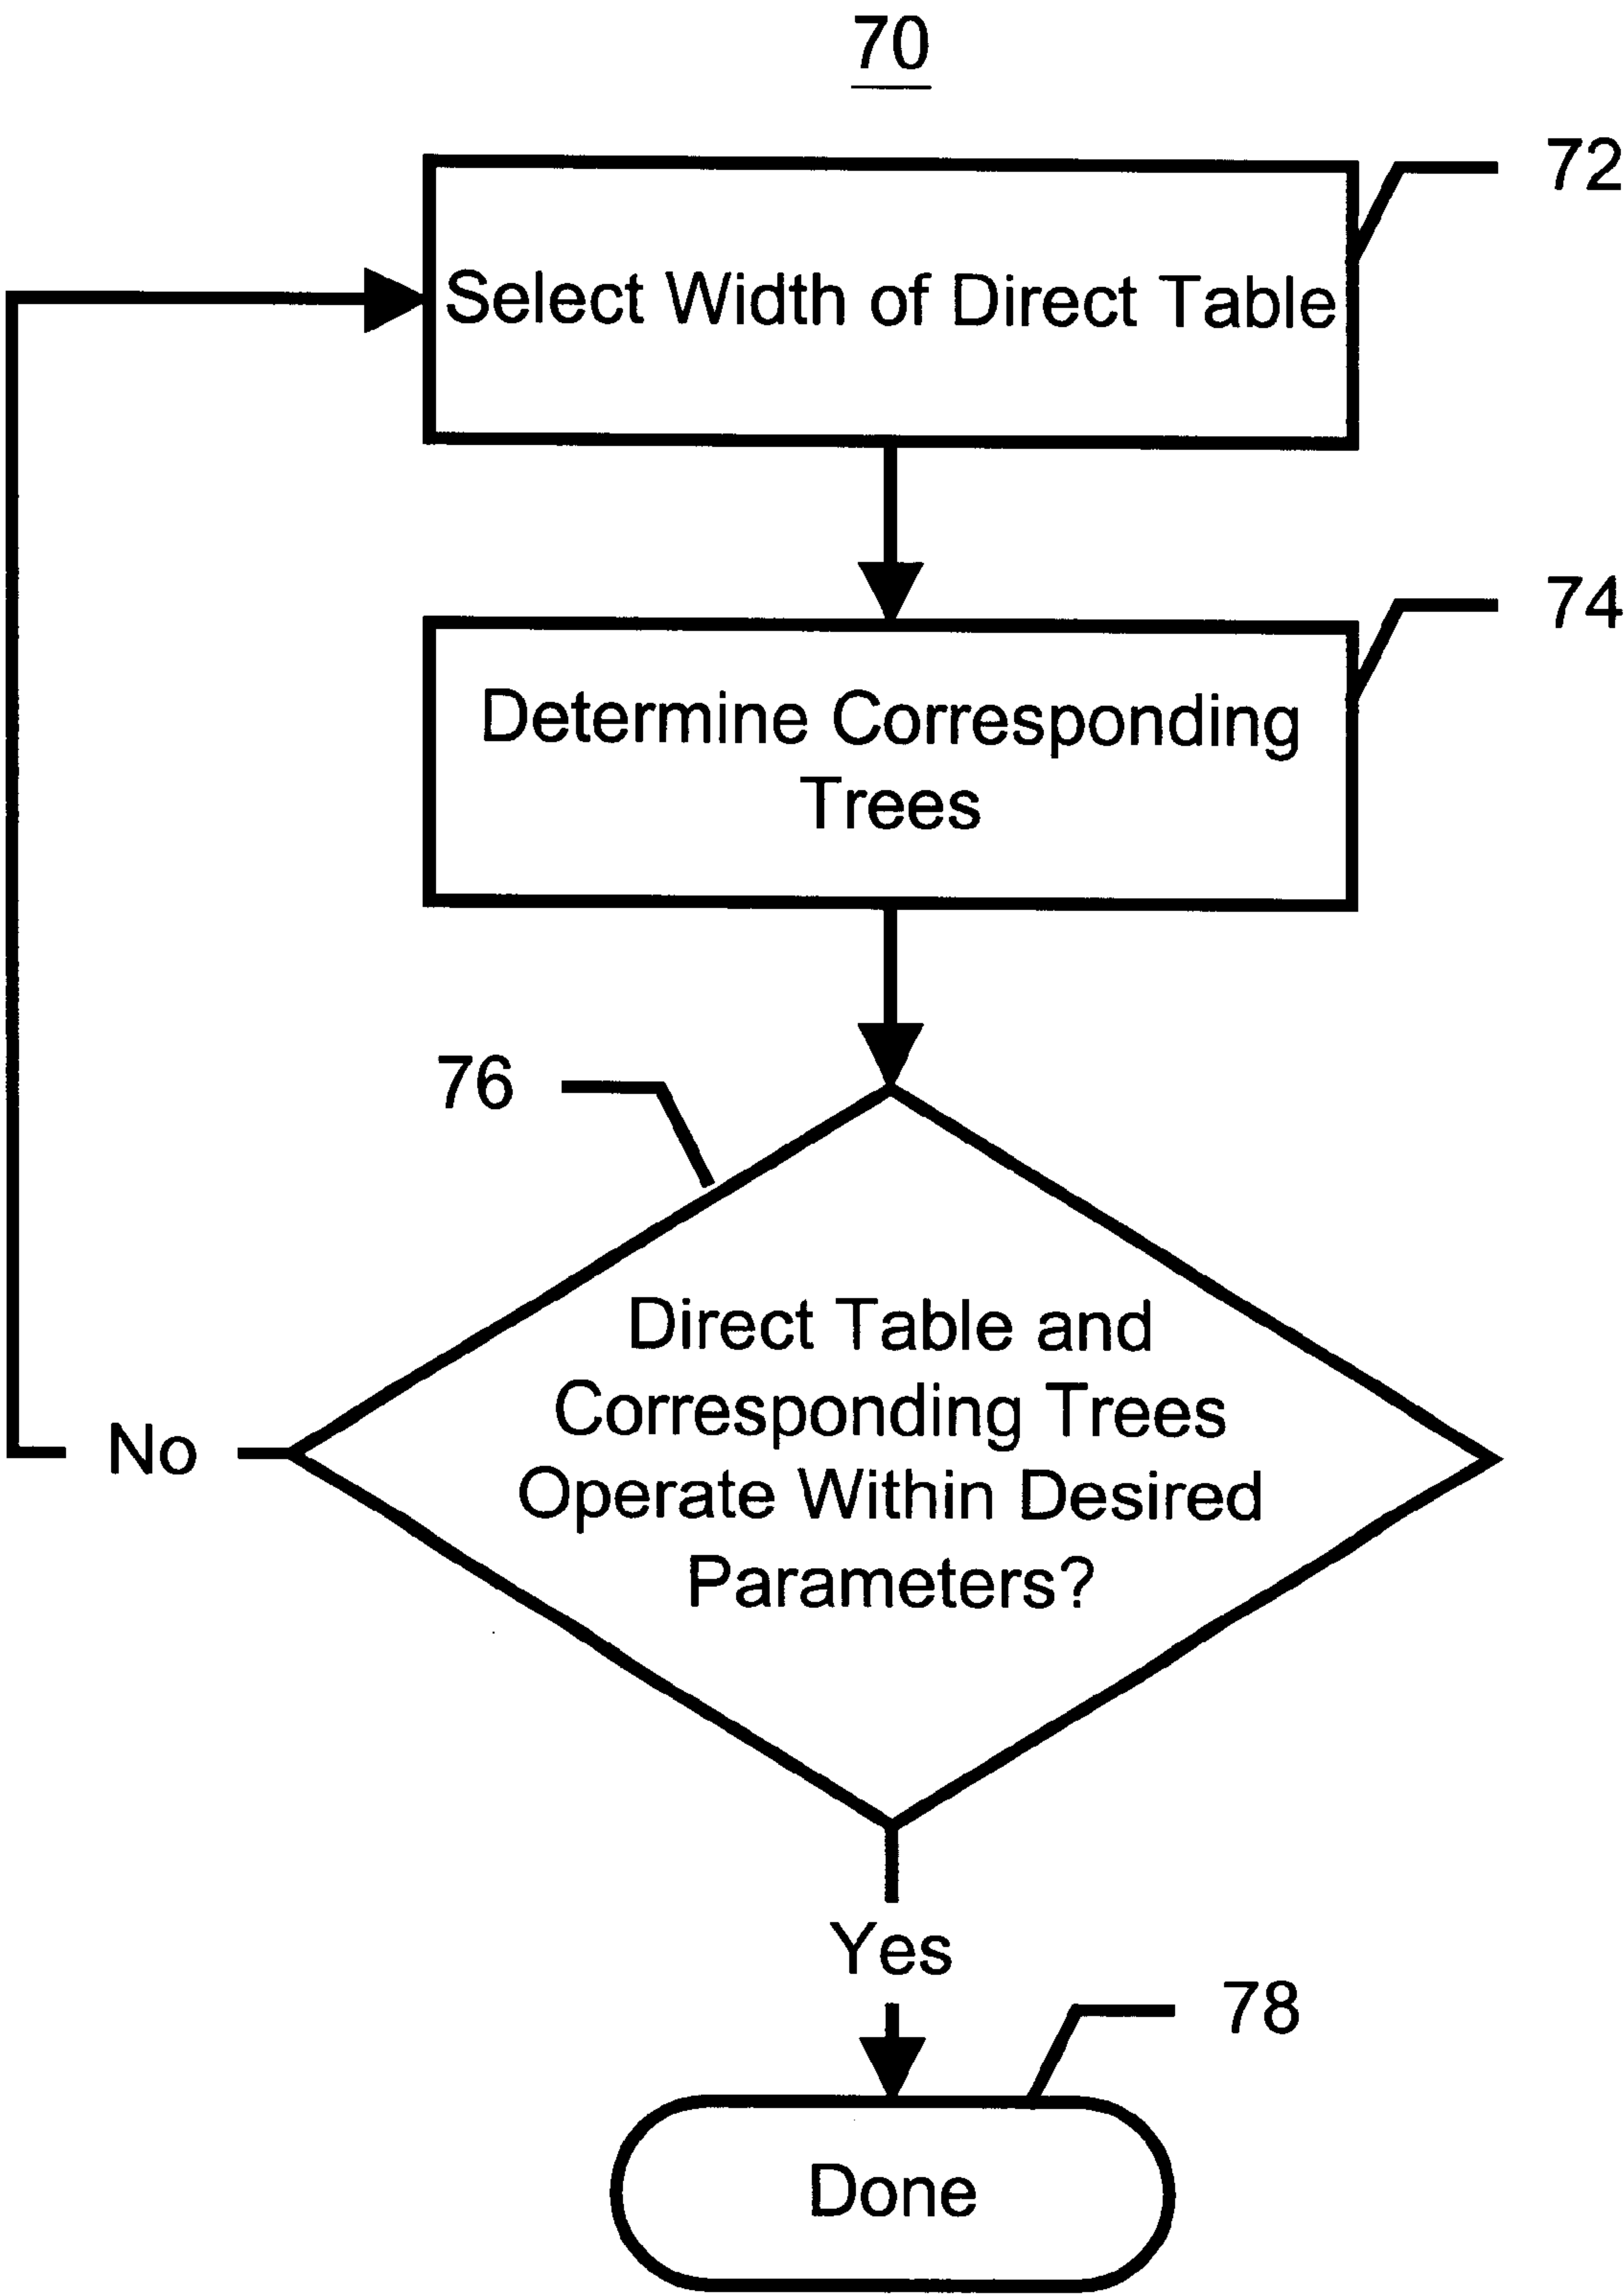 70
72
Select Width of Direct Table
74
Determine Corresponding
Trees
76
Direct Table and
Corresponding Trees
Operate Within Desired
Parameters?
No
Yes
78
Done